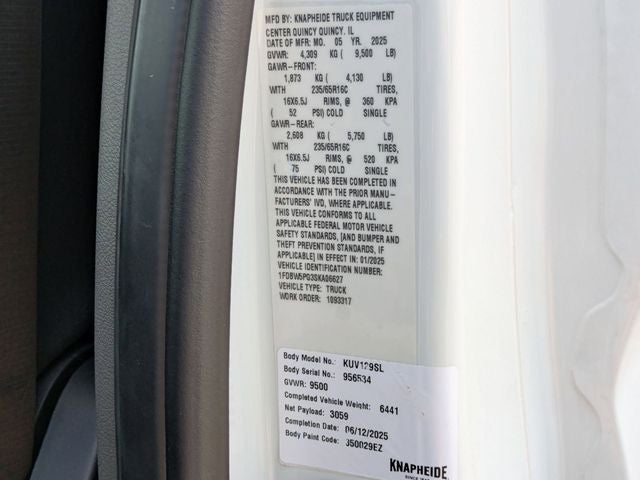 MFD BY: KNAPHEIDE TRUCK EQUIPMENT
CENTER QUINCY QUINCY, IL
DATE OF MFR: MO. 05 YR. 2025
GVWR: 4,309 KG ( 9,500 LB)
GAWR-FRONT:
1,873 KG ( 4,130 LB)
WITH 235/65R16C TIRES,
16X6.5J RIMS, @ 360 KPA
( 52 PSI) COLD SINGLE
GAWR-REAR:
2,608 KG ( 5,750 LB)
WITH 235/65R16C TIRES,
16X6.5J RIMS, @ 520 KPA
( 75 PSI) COLD SINGLE
THIS VEHICLE HAS BEEN COMPLETED IN
ACCORDANCE WITH THE PRIOR MANU-
FACTURERS' IVD, WHERE APPLICABLE.
THIS VEHICLE CONFORMS TO ALL
APPLICABLE FEDERAL MOTOR VEHICLE
SAFETY STANDARDS, [AND BUMPER AND
THEFT PREVENTION STANDARDS, IF
APPLICABLE] IN EFFECT IN: 01/2025
VEHICLE IDENTIFICATION NUMBER:
1FDBW5PG3SKA06627
VEHICLE TYPE: TRUCK
WORK ORDER: 1093317
Body Model No.: KUV129SL
Body Serial No.: 956534
GVWR: 9500
Completed Vehicle Weight: 6441
Net Payload: 3059
Completion Date: 06/12/2025
Body Paint Code: 350029EZ
KNAPHEIDE